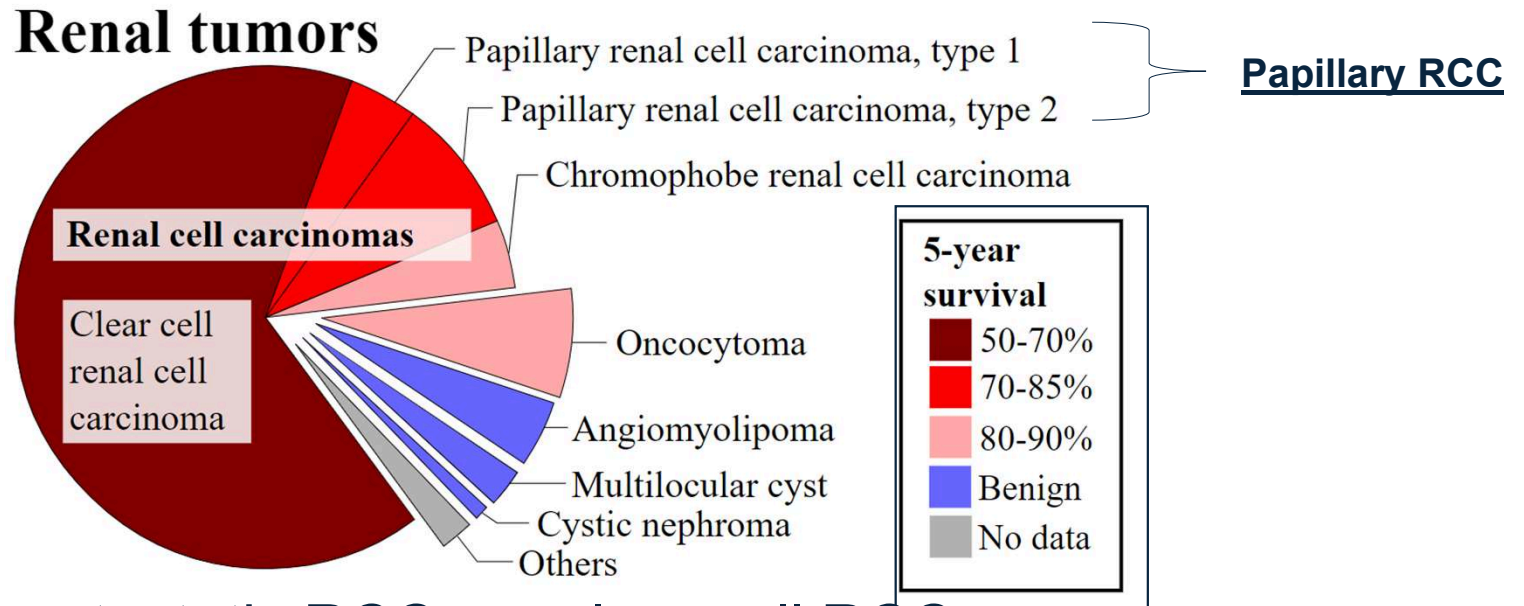 Renal tumors
Papillary renal cell carcinoma, type 1
Papillary renal cell carcinoma, type 2
Papillary RCC
Chromophobe renal cell carcinoma
Renal cell carcinomas
Clear cell
renal cell
carcinoma
Oncocytoma
Angiomyolipoma
Multilocular cyst
Cystic nephroma
Others
5-year
survival
50-70%
70-85%
80-90%
Benign
No data